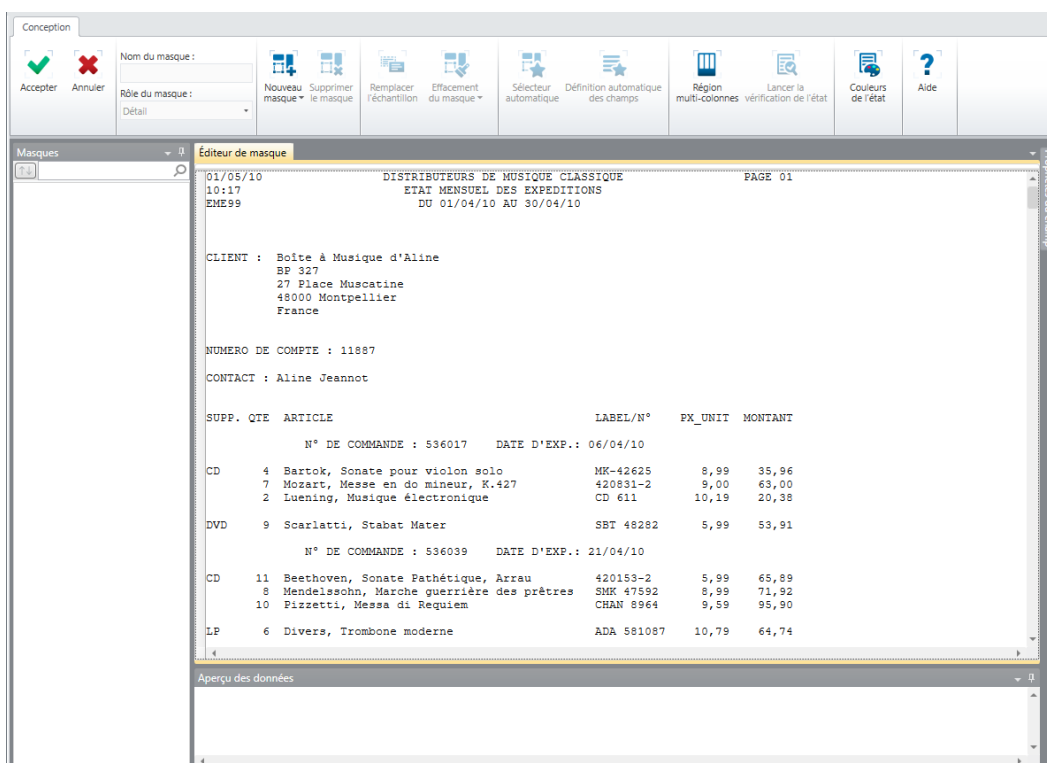 Conception
Nom du masque :
Rôle du masque :
Détail
Accepter
Annuler
Nouveau masque
Supprimer le masque
Remplacer l'échantillon
Effacement du masque
Sélecteur automatique
Définition automatique des champs
Région multi-colonnes
Lancer la vérification de l'état
Couleurs de l'état
Aide
Masques
Éditeur de masque
01/05/10 DISTRIBUTEURS DE MUSIQUE CLASSIQUE PAGE 01
10:17 ETAT MENSUEL DES EXPEDITIONS
EME99 DU 01/04/10 AU 30/04/10
CLIENT : Boîte à Musique d'Aline
BP 327
27 Place Muscatine
48000 Montpellier
France
NUMERO DE COMPTE : 11887
CONTACT : Aline Jeannot
SUPP. QTE ARTICLE LABEL/N° PX_UNIT MONTANT
N° DE COMMANDE : 536017 DATE D'EXP.: 06/04/10
CD 4 Bartok, Sonate pour violon solo MK-42625 8,99 35,96
7 Mozart, Messe en do mineur, K.427 420831-2 9,00 63,00
2 Luening, Musique électronique CD 611 10,19 20,38
DVD 9 Scarlatti, Stabat Mater SBT 48282 5,99 53,91
N° DE COMMANDE : 536039 DATE D'EXP.: 21/04/10
CD 11 Beethoven, Sonate Pathétique, Arrau 420153-2 5,99 65,89
8 Mendelssohn, Marche guerrière des prêtres SMK 47592 8,99 71,92
10 Pizzetti, Messa di Requiem CHAN 8964 9,59 95,90
LP 6 Divers, Trombone moderne ADA 581087 10,79 64,74
Aperçu des données